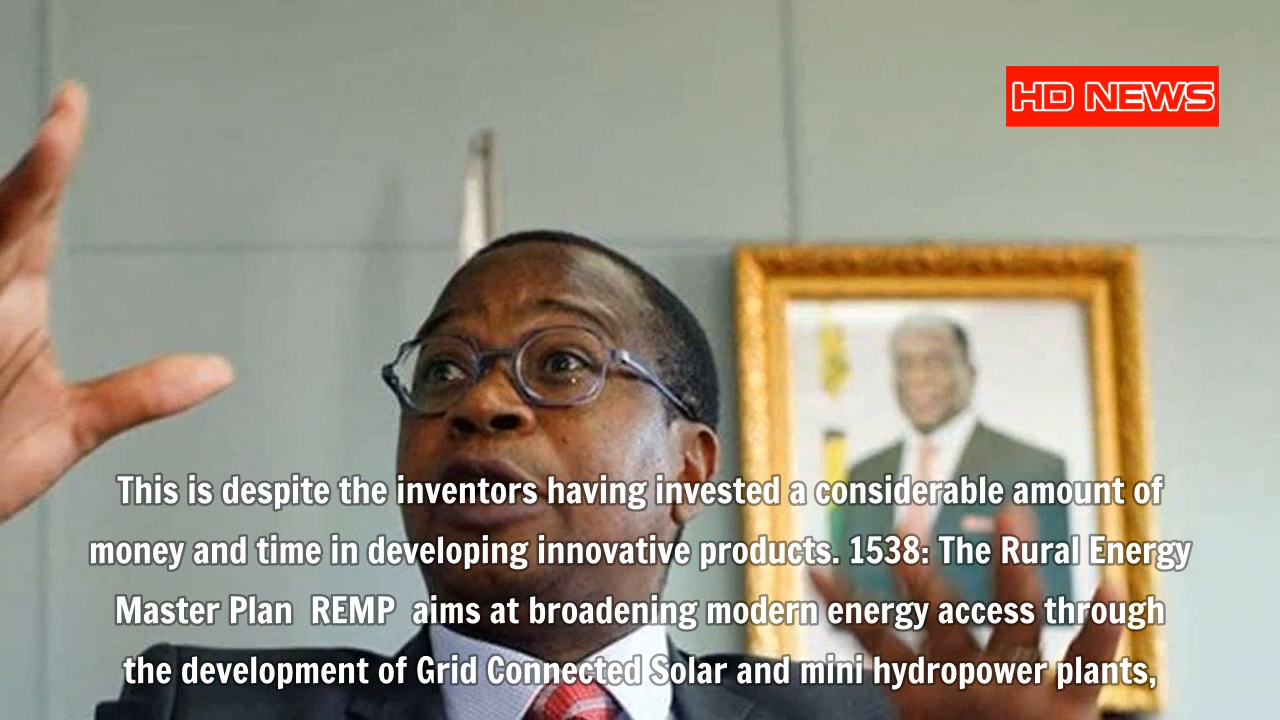 HD NEWS
This is despite the inventors having invested a considerable amount of
money and time in developing innovative products. 1538: The Rural Energy
Master Plan  REMP  aims at broadening modern energy access through
the development of Grid Connected Solar and mini hydropower plants,